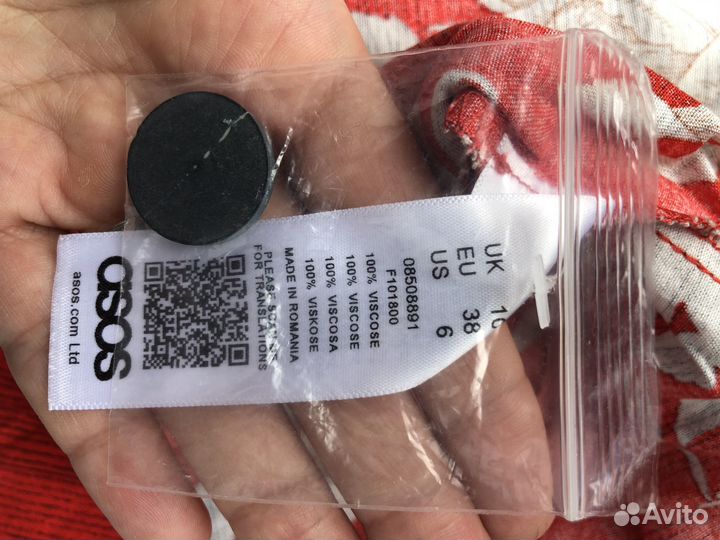 UK 10
EU 38
US 6
08508891
F101800
100% VISCOSE
100% VISCOSE
100% VISCOSA
100% VISKOSE
MADE IN ROMANIA
PLEASE SCAN QR
FOR TRANSLATIONS
asos
asos.com Ltd
Avito